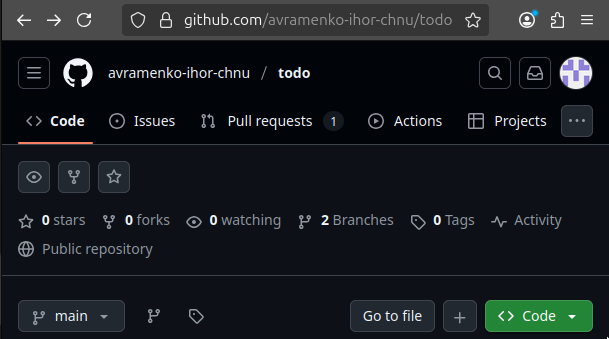 github.com/avramenko-ihor-chnu/todo
avramenko-ihor-chnu / todo
Code Issues Pull requests 1 Actions Projects
0 stars 0 forks 0 watching 2 Branches 0 Tags Activity
Public repository
main Go to file Code